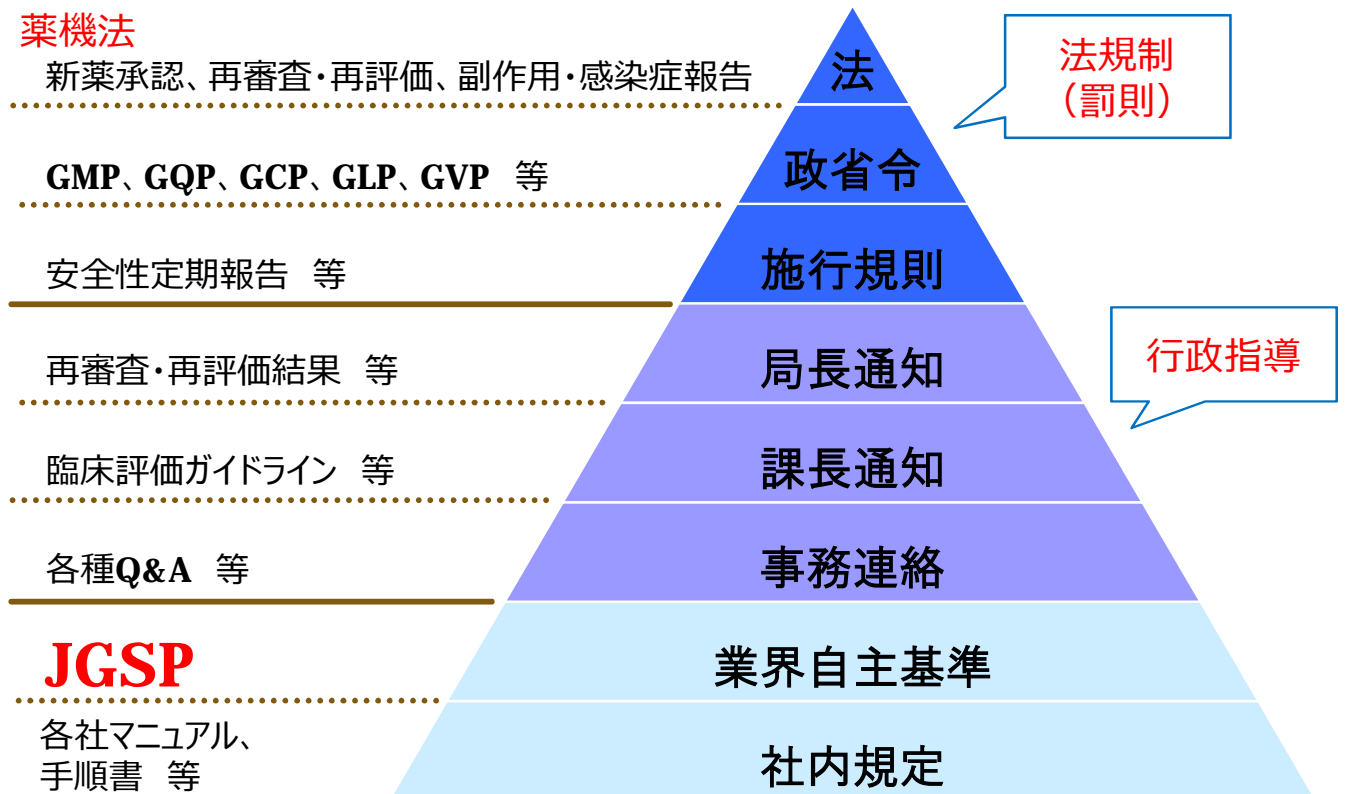 薬機法
新薬承認、再審査・再評価、副作用・感染症報告
法
法規制
（罰則）
GMP、GQP、GCP、GLP、GVP 等
政省令
安全性定期報告 等
施行規則
再審査・再評価結果 等
局長通知
行政指導
臨床評価ガイドライン 等
課長通知
各種Q&A 等
事務連絡
JGSP
業界自主基準
各社マニュアル、
手順書 等
社内規定